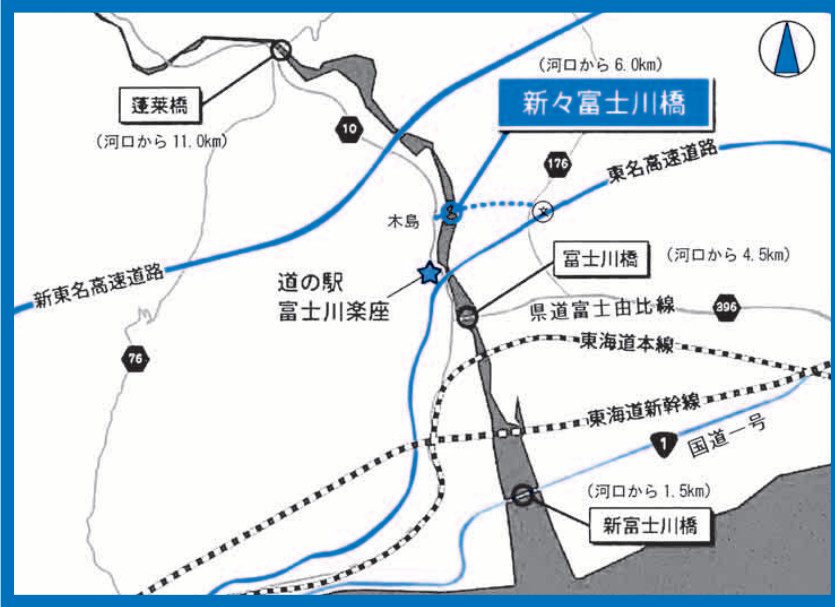 (河口から 6.0km)
新々富士川橋
蓬莱橋
(河口から 11.0km)
10
176
東名高速道路
木島
文
富士川橋
(河口から 4.5km)
新東名高速道路
道の駅
富士川楽座
県道富士由比線
396
東海道本線
76
東海道新幹線
1
国道一号
(河口から 1.5km)
新富士川橋